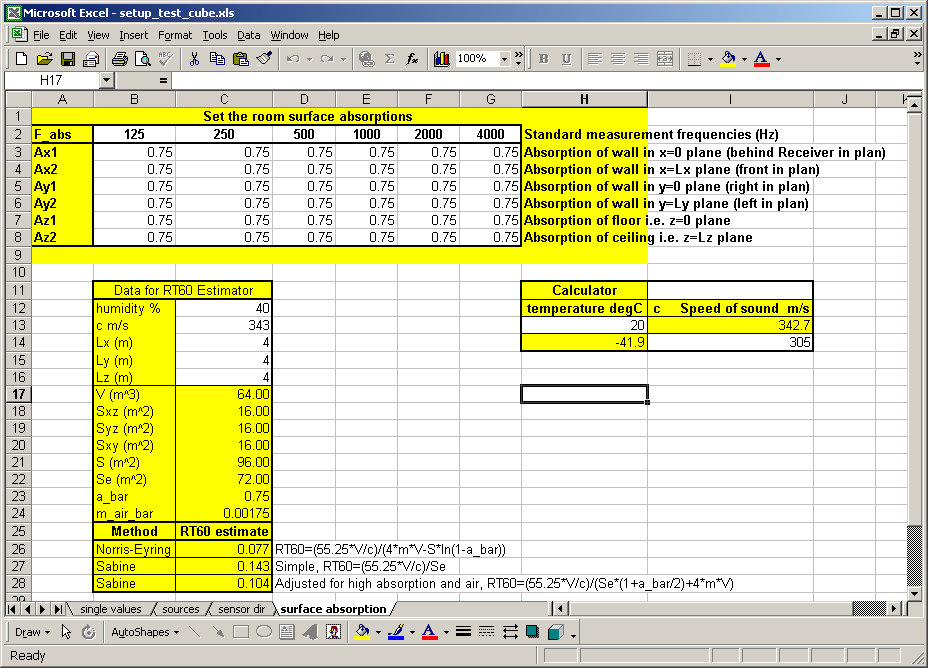 Microsoft Excel - setup_test_cube.xls
File Edit View Insert Format Tools Data Window Help
100% B U A
H17 =
A B C D E F G H I J K
1 Set the room surface absorptions
2 F_abs 125 250 500 1000 2000 4000 Standard measurement frequencies (Hz)
3 Ax1 0.75 0.75 0.75 0.75 0.75 0.75 Absorption of wall in x=0 plane (behind Receiver in plan)
4 Ax2 0.75 0.75 0.75 0.75 0.75 0.75 Absorption of wall in x=Lx plane (front in plan)
5 Ay1 0.75 0.75 0.75 0.75 0.75 0.75 Absorption of wall in y=0 plane (right in plan)
6 Ay2 0.75 0.75 0.75 0.75 0.75 0.75 Absorption of wall in y=Ly plane (left in plan)
7 Az1 0.75 0.75 0.75 0.75 0.75 0.75 Absorption of floor i.e. z=0 plane
8 Az2 0.75 0.75 0.75 0.75 0.75 0.75 Absorption of ceiling i.e. z=Lz plane
9
10
11 Data for RT60 Estimator Calculator
12 humidity % 40 temperature degC c Speed of sound m/s
13 c m/s 343 20 342.7
14 Lx (m) 4 -41.9 305
15 Ly (m) 4
16 Lz (m) 4
17 V (m^3) 64.00
18 Sxz (m^2) 16.00
19 Syz (m^2) 16.00
20 Sxy (m^2) 16.00
21 S (m^2) 96.00
22 Se (m^2) 72.00
23 a_bar 0.75
24 m_air_bar 0.00175
25 Method RT60 estimate
26 Norris-Eyring 0.077 RT60=(55.25*V/c)/(4*m*V-S*ln(1-a_bar))
27 Sabine 0.143 Simple, RT60=(55.25*V/c)/Se
28 Sabine 0.104 Adjusted for high absorption and air, RT60=(55.25*V/c)/(Se*(1+a_bar/2)+4*m*V)
29
single values sources sensor dir surface absorption
Draw AutoShapes A
Ready